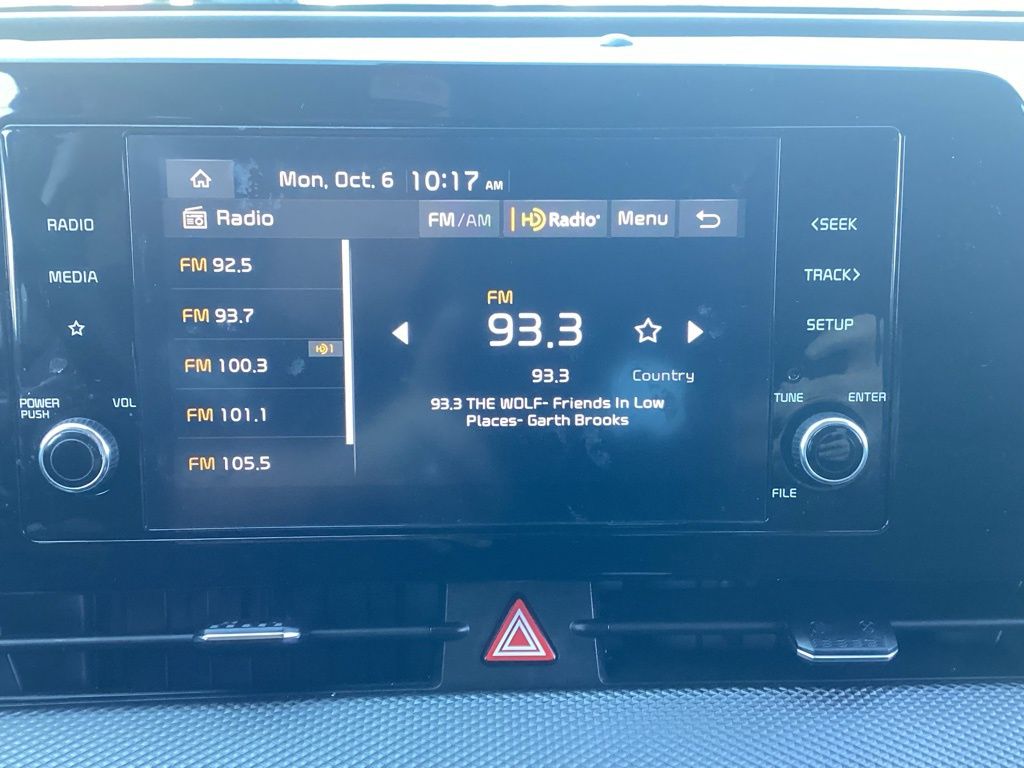 Mon, Oct. 6 10:17 AM
Radio FM/AM HD Radio Menu
RADIO
MEDIA
POWER
PUSH
VOL
FM 92.5
FM 93.7
HD1
FM 100.3
FM 101.1
FM 105.5
FM
93.3
93.3 Country
93.3 THE WOLF- Friends In Low
Places- Garth Brooks
<SEEK
TRACK>
SETUP
TUNE ENTER
FILE